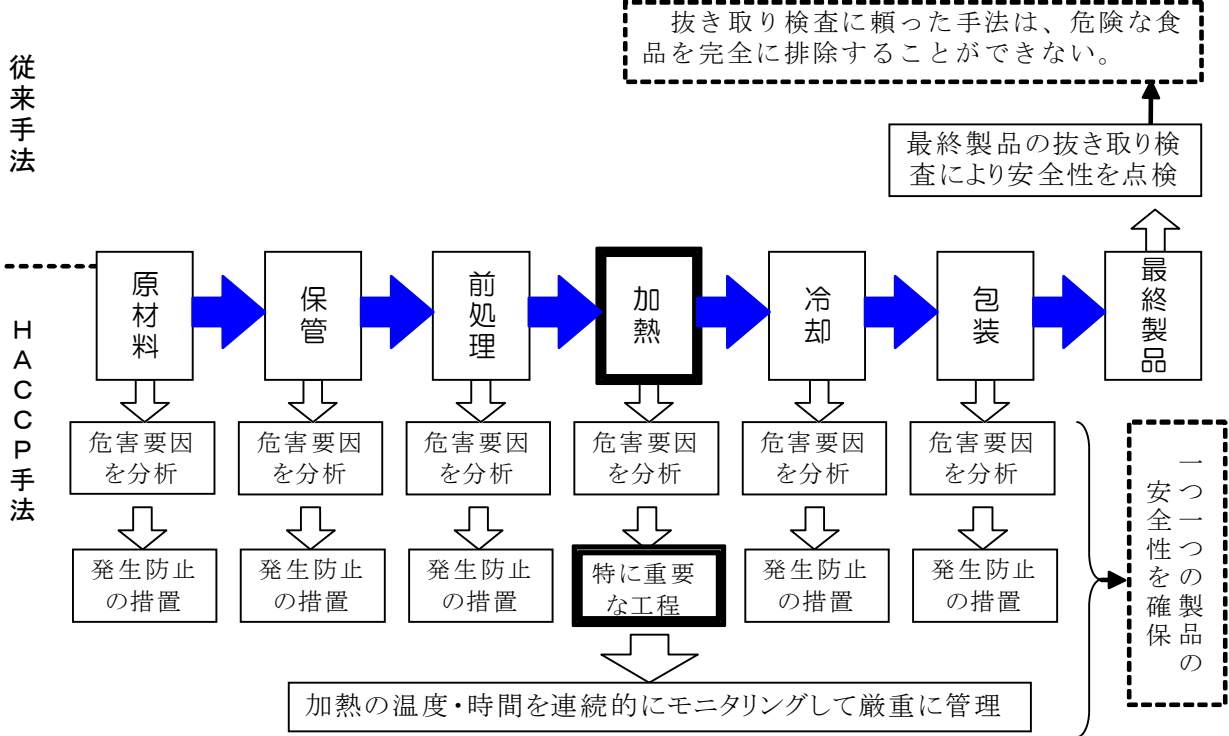 抜き取り検査に頼った手法は、危険な食
品を完全に排除することができない。
従来手法
最終製品の抜き取り検
査により安全性を点検
原材料
保管
前処理
加熱
冷却
包装
最終製品
HACCP手法
危害要因
を分析
危害要因
を分析
危害要因
を分析
危害要因
を分析
危害要因
を分析
危害要因
を分析
発生防止
の措置
発生防止
の措置
発生防止
の措置
特に重要
な工程
発生防止
の措置
発生防止
の措置
一つ一つの製品の
安全性を確保
加熱の温度・時間を連続的にモニタリングして厳重に管理